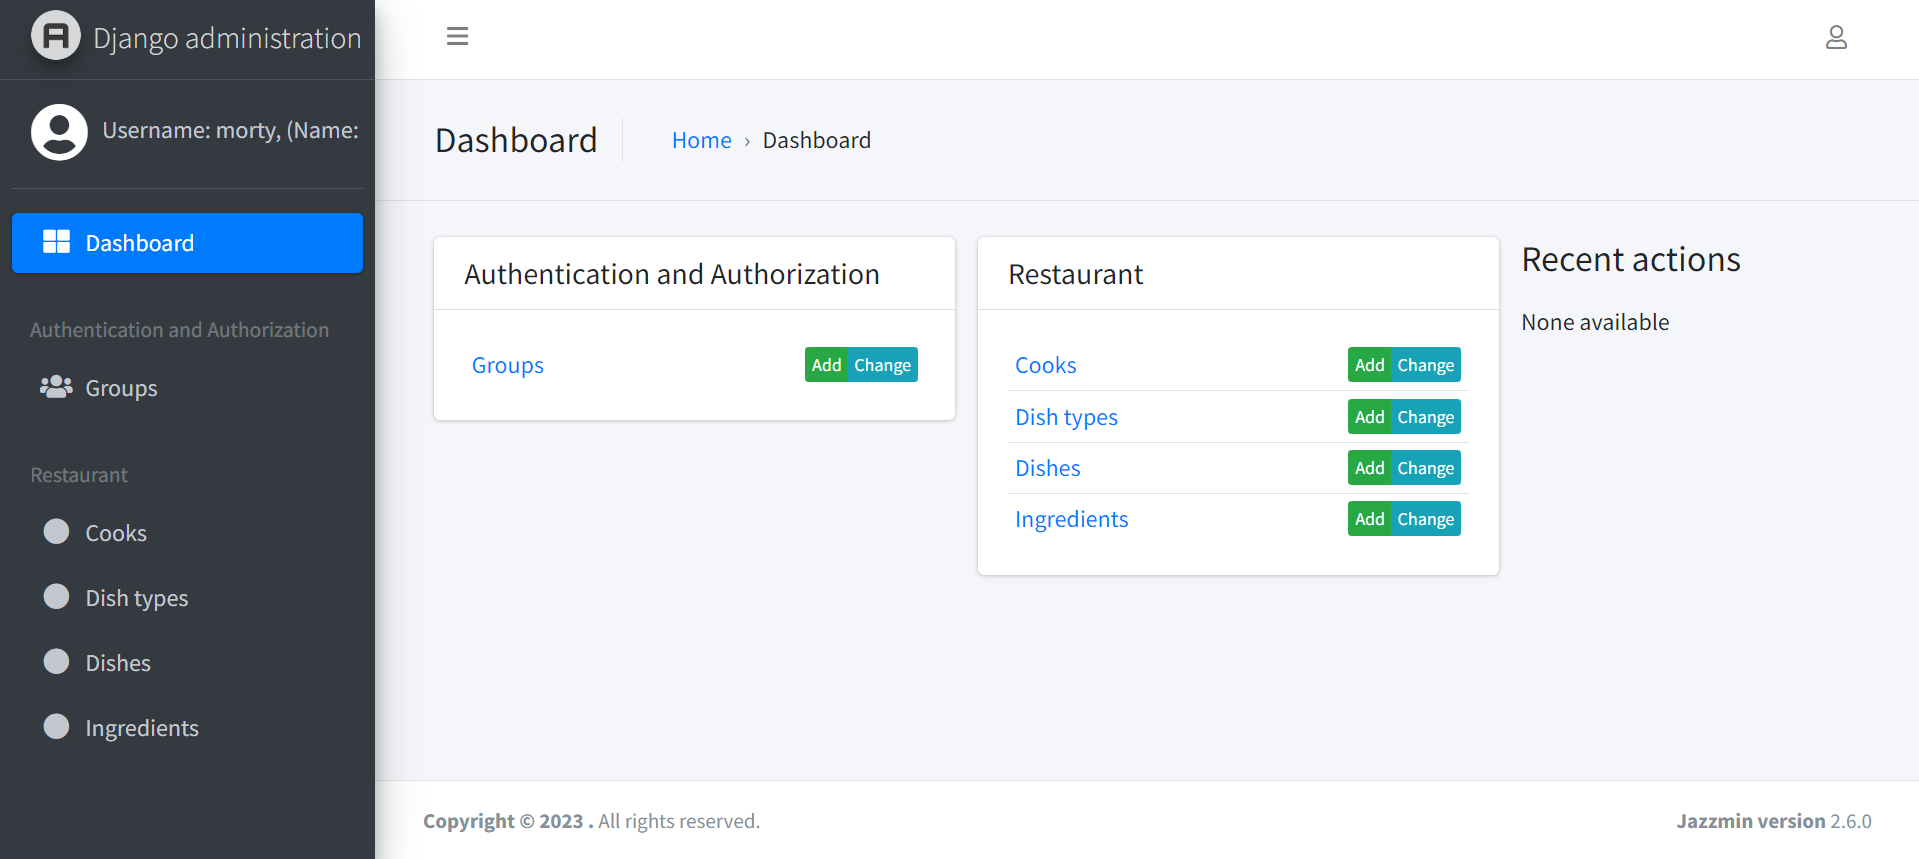 Django administration
Username: morty, (Name:
Dashboard
Authentication and Authorization
Groups
Restaurant
Cooks
Dish types
Dishes
Ingredients
Dashboard
Home › Dashboard
Authentication and Authorization
Groups Add Change
Restaurant
Cooks Add Change
Dish types Add Change
Dishes Add Change
Ingredients Add Change
Recent actions
None available
Copyright © 2023 . All rights reserved.
Jazzmin version 2.6.0